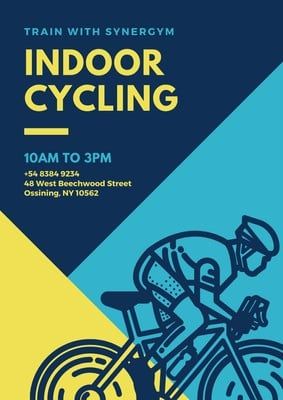 TRAIN WITH SYNERGYM
INDOOR
CYCLING
10AM TO 3PM
+54 8384 9234
48 West Beechwood Street
Ossining, NY 10562